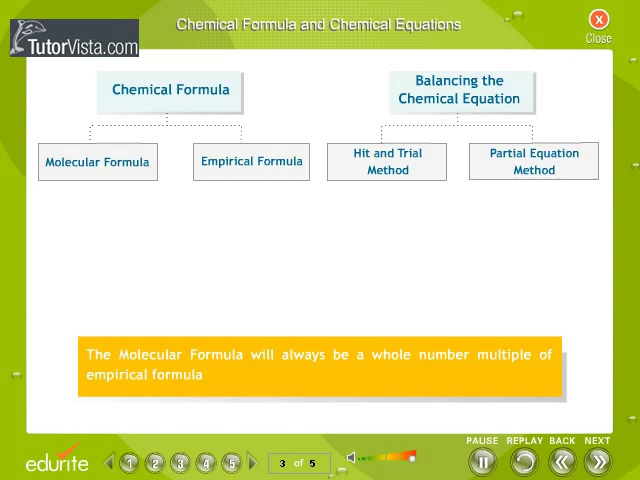 Chemical Formula and Chemical Equations
X
Close
TutorVista.com
Chemical Formula
Balancing the
Chemical Equation
Molecular Formula
Empirical Formula
Hit and Trial
Method
Partial Equation
Method
The Molecular Formula will always be a whole number multiple of
empirical formula
PAUSE REPLAY BACK NEXT
edurite
1 2 3 4 5
3 of 5